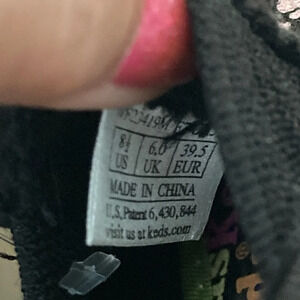 8½ 6.0 39.5
US UK EUR
MADE IN CHINA
U.S. Patent 6,430,844
visit us at keds.com